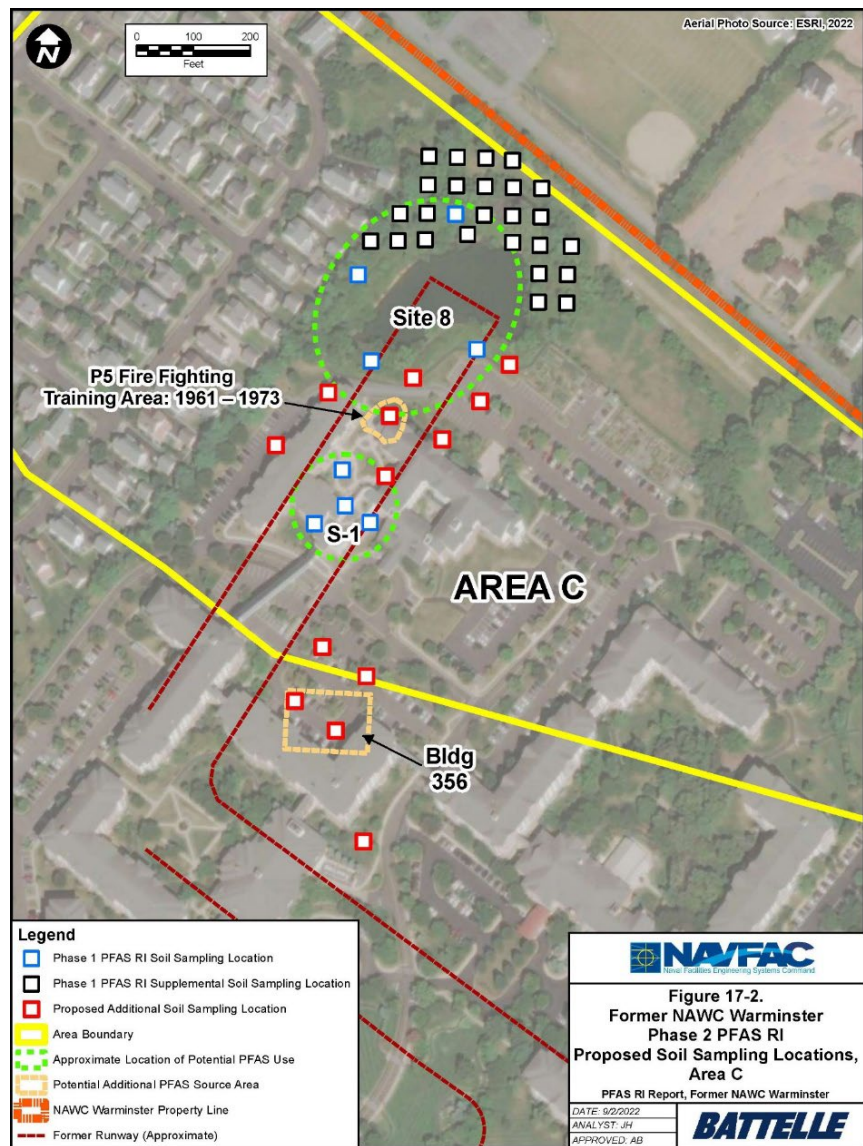 Aerial Photo Source: ESRI, 2022
N
0 100 200
Feet
Site 8
P5 Fire Fighting
Training Area: 1961 – 1973
S-1
AREA C
Bldg
356
Legend
Phase 1 PFAS RI Soil Sampling Location
Phase 1 PFAS RI Supplemental Soil Sampling Location
Proposed Additional Soil Sampling Location
Area Boundary
Approximate Location of Potential PFAS Use
Potential Additional PFAS Source Area
NAWC Warminster Property Line
Former Runway (Approximate)
NAVFAC
Naval Facilities Engineering Systems Command
Figure 17-2.
Former NAWC Warminster
Phase 2 PFAS RI
Proposed Soil Sampling Locations,
Area C
PFAS RI Report, Former NAWC Warminster
DATE: 9/2/2022
ANALYST: JH
APPROVED: AB
BATTELLE